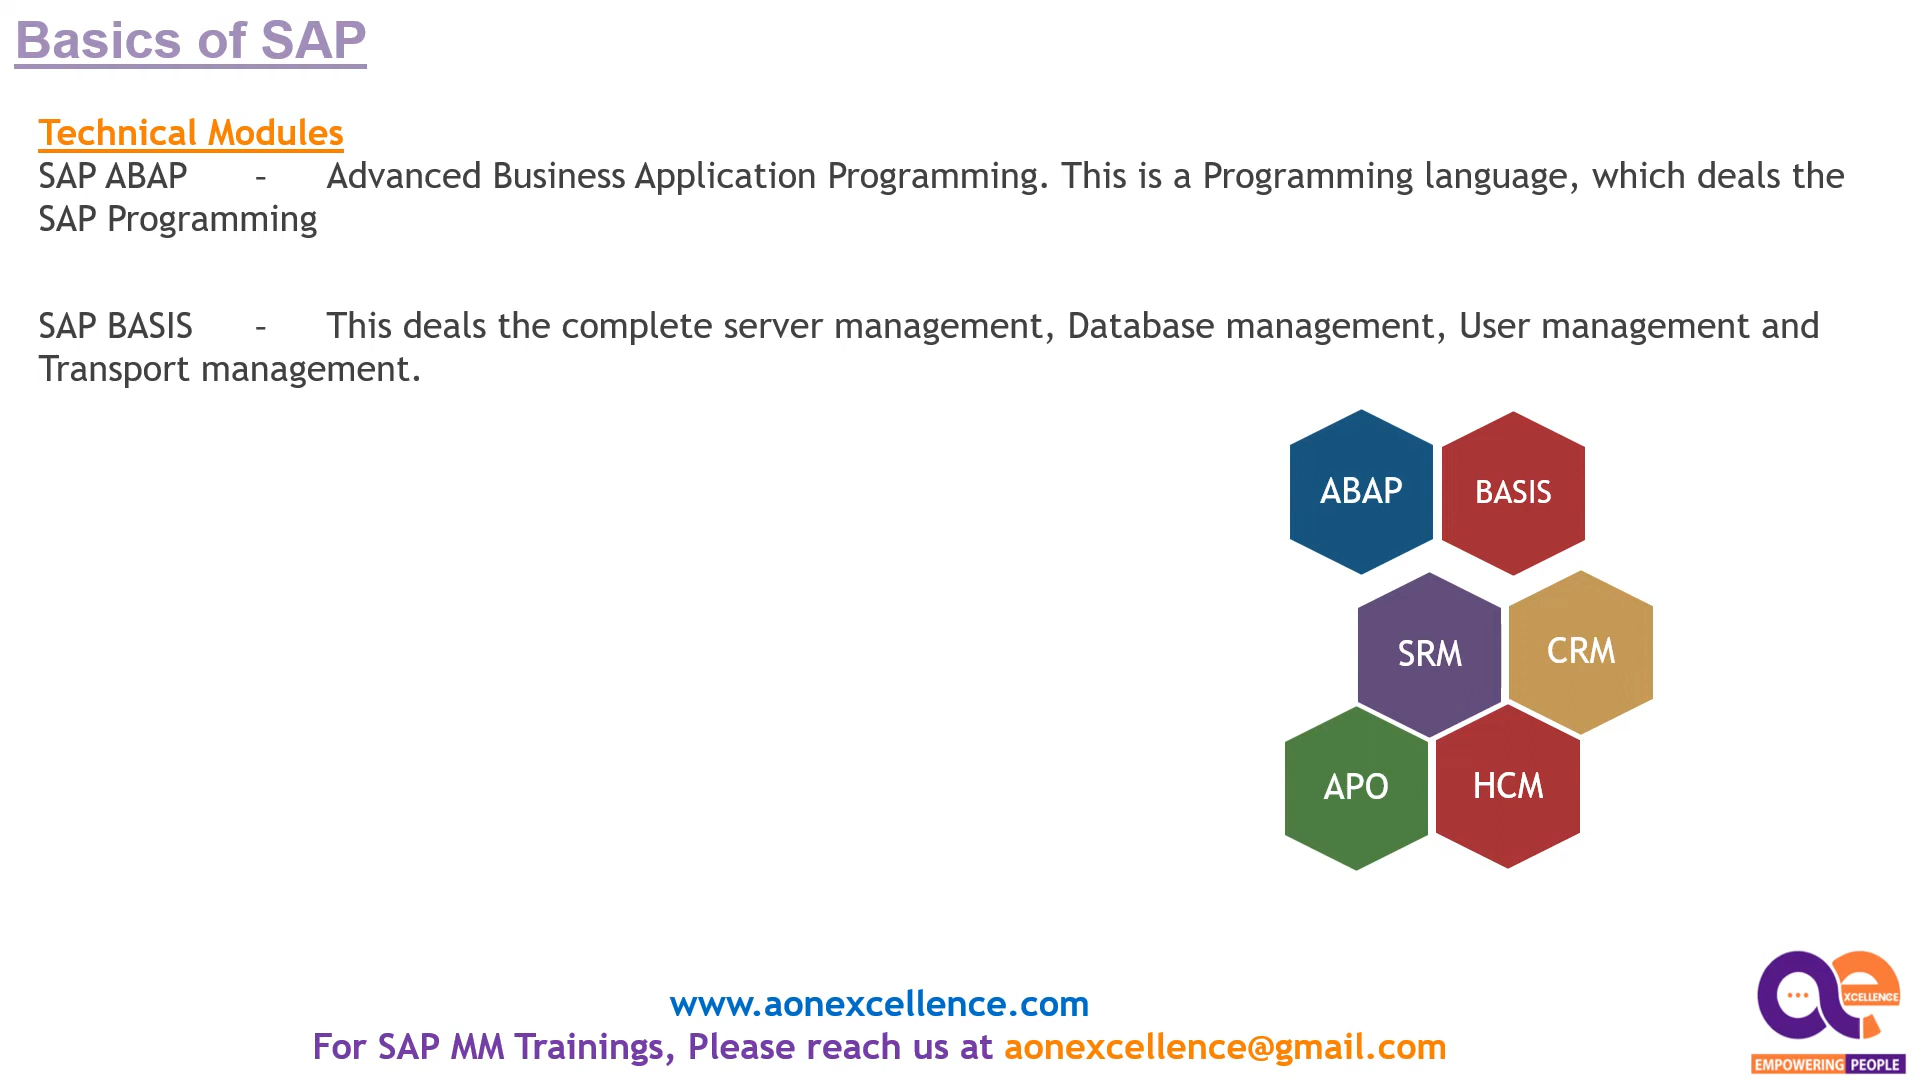 Basics of SAP
Technical Modules
SAP ABAP - Advanced Business Application Programming. This is a Programming language, which deals the
SAP Programming
SAP BASIS - This deals the complete server management, Database management, User management and
Transport management.
ABAP BASIS
SRM CRM
APO HCM
www.aonexcellence.com
For SAP MM Trainings, Please reach us at aonexcellence@gmail.com
ae
XCELLENCE
EMPOWERING PEOPLE